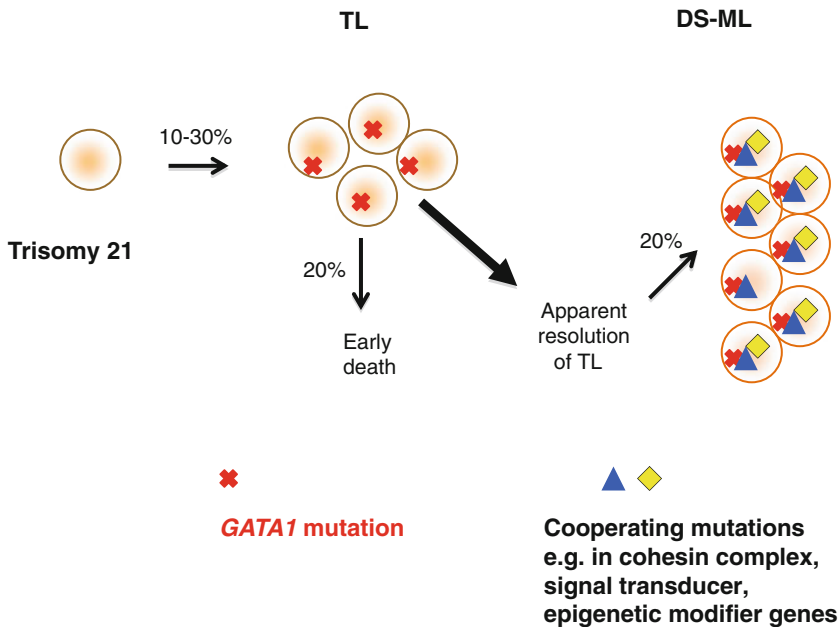 TL
DS-ML
10-30%
Trisomy 21
20%
Early
death
Apparent
resolution
of TL
20%
GATA1 mutation
Cooperating mutations
e.g. in cohesin complex,
signal transducer,
epigenetic modifier genes